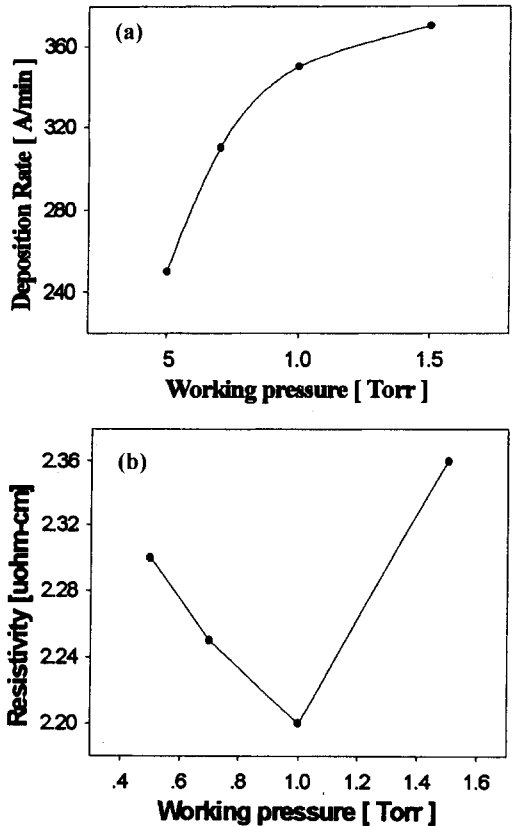 (a)
Deposition Rate [ A/min ]
360
320
280
240
5 1.0 1.5
Working pressure [ Torr ]
(b)
Resistivity [uohm-cm]
2.36
2.32
2.28
2.24
2.20
.4 .6 .8 1.0 1.2 1.4 1.6
Working pressure [ Torr ]